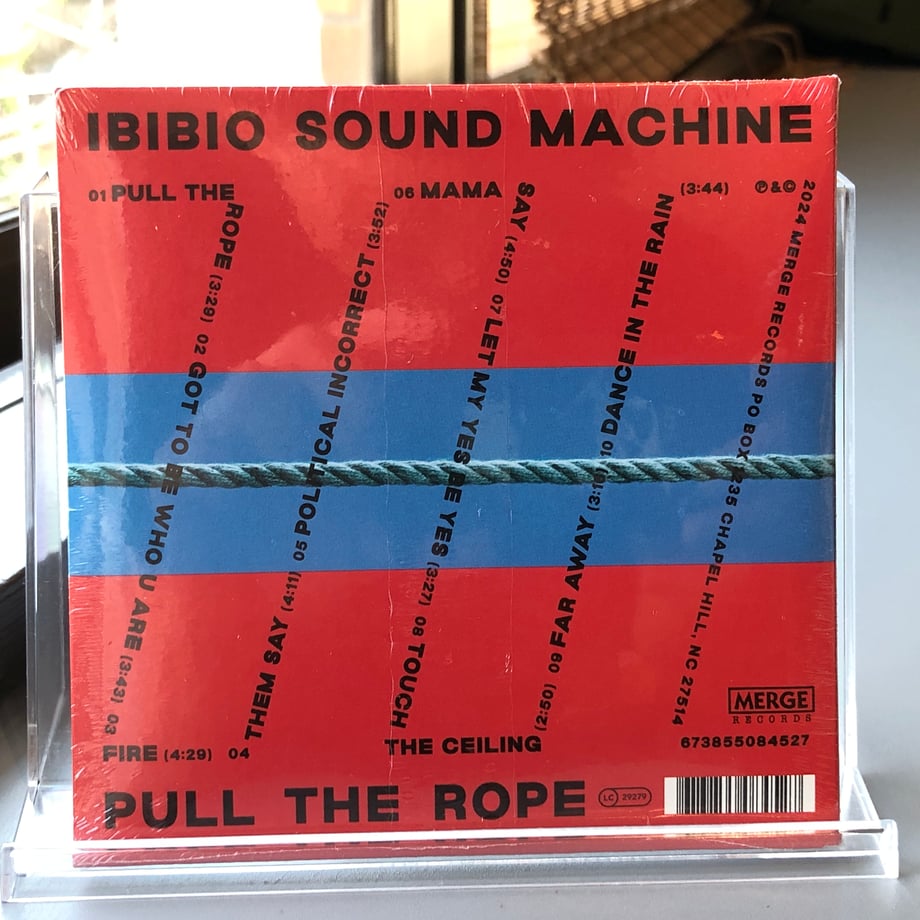 IBIBIO SOUND MACHINE
01 PULL THE
ROPE (3:29) 02 GOT TO BE WHO U ARE (3:43) 03
FIRE (4:29) 04
THEM SAY (4:11) 05 POLITICAL INCORRECT (3:52)
06 MAMA
SAY (4:50) 07 LET MY YES BE YES (3:27) 08 TOUCH
THE CEILING
(2:50) 09 FAR AWAY 10 DANCE IN THE RAIN
(3:44)
℗&©
2024 MERGE RECORDS PO BOX 1235 CHAPEL HILL, NC 27514
MERGE
RECORDS
673855084527
PULL THE ROPE
LC 29279